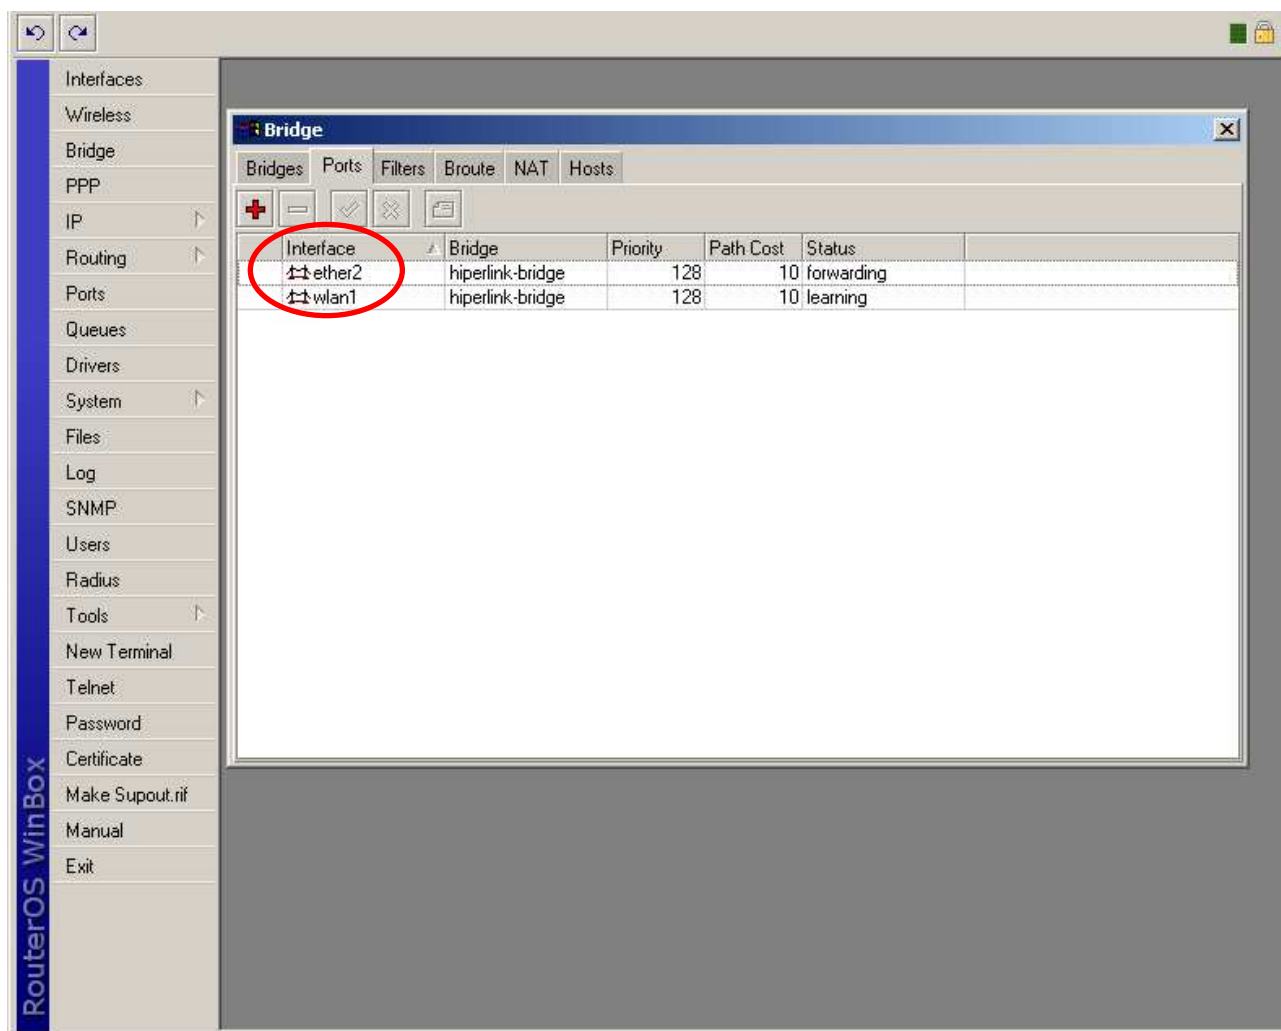 Interfaces
Wireless
Bridge
PPP
IP
Routing
Ports
Queues
Drivers
System
Files
Log
SNMP
Users
Radius
Tools
New Terminal
Telnet
Password
Certificate
Make Supout.rif
Manual
Exit
RouterOS WinBox
Bridge
Bridges Ports Filters Broute NAT Hosts
Interface Bridge Priority Path Cost Status
ether2 hiperlink-bridge 128 10 forwarding
wlan1 hiperlink-bridge 128 10 learning